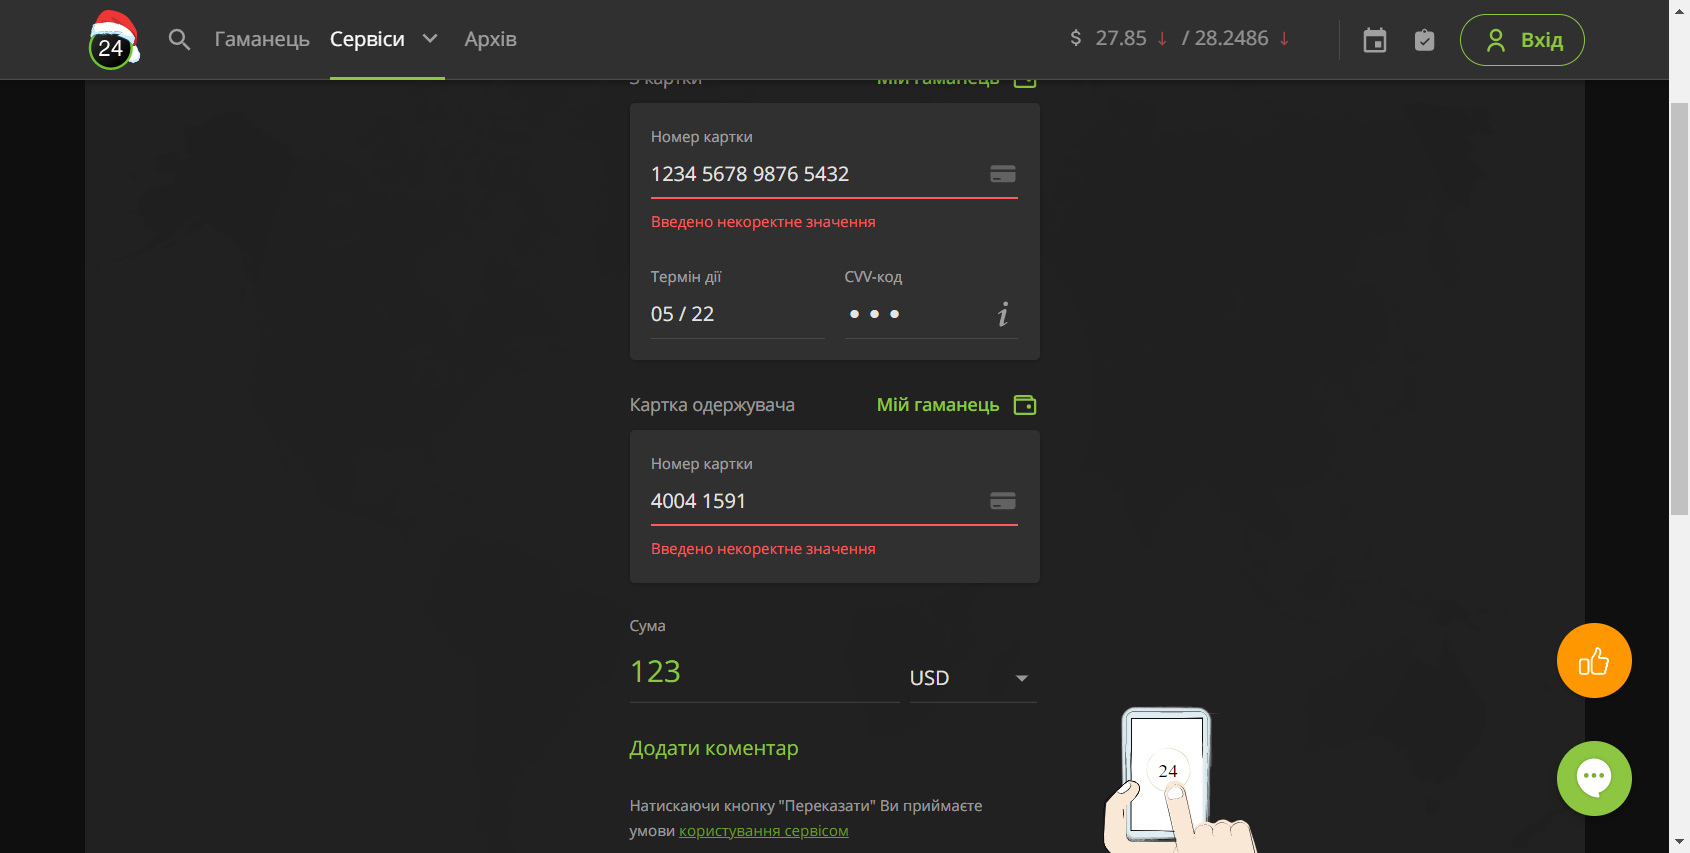 24
Гаманець
Сервіси
Архів
$ 27.85 ↓ / 28.2486 ↓
Вхід
З картки
Мій гаманець
Номер картки
1234 5678 9876 5432
Введено некоректне значення
Термін дії
CVV-код
05 / 22
•••
i
Картка одержувача
Мій гаманець
Номер картки
4004 1591
Введено некоректне значення
Сума
123
USD
Додати коментар
24
Натискаючи кнопку "Переказати" Ви приймаєте
умови користування сервісом